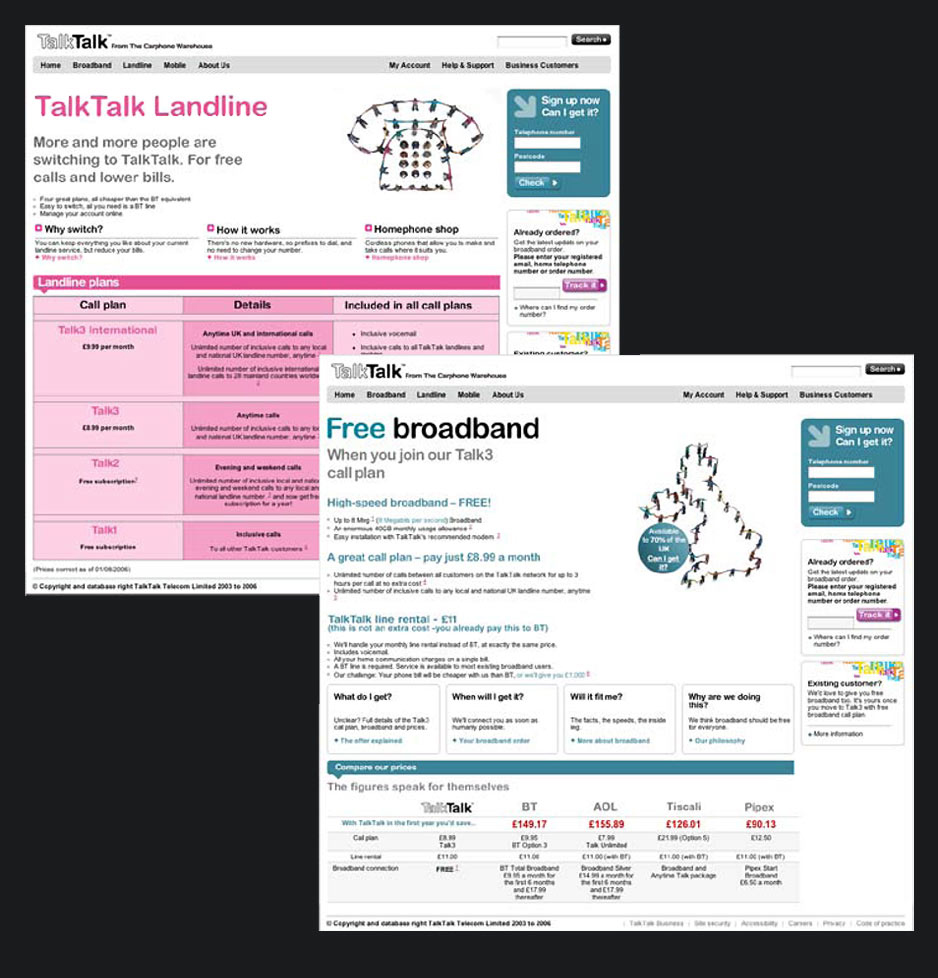 TalkTalk™ From The Carphone Warehouse
Search
Home Broadband Landline Mobile About Us My Account Help & Support Business Customers
TalkTalk Landline
More and more people are
switching to TalkTalk. For free
calls and lower bills.
Four great plans, all cheaper than the BT equivalent
Easy to switch, all you need is a BT line
Manage your account online
Why switch?
You can keep everything you like about your current
landline service, but reduce your bills.
Why switch?
How it works
There's no new hardware, no prefixes to dial, and
no need to change your number.
How it works
Homephone shop
Cordless phones that allow you to make and
take calls where it suits you.
Homephone shop
Landline plans
Call plan Details Included in all call plans
Talk3 international
£9.99 per month
Anytime UK and international calls
Unlimited number of inclusive calls to any local
and national UK landline number, anytime
Unlimited number of inclusive international
landline calls to 28 mainland countries
Inclusive voicemail
Inclusive calls to all TalkTalk landlines and
Talk3
£8.99 per month
Anytime calls
Unlimited number of inclusive calls to any
and national UK landline number, anytime
Talk2
Free subscription
Evening and weekend calls
Unlimited number of inclusive local and
evening and weekend calls to any local and
national landline number, and now get
subscription for a year!
Talk1
Free subscription
Inclusive calls
To all other TalkTalk customers
(Prices correct as of 01/08/2006)
© Copyright and database right TalkTalk Telecom Limited 2003 to 2006
Sign up now
Can I get it?
Telephone number
Postcode
Check
Already ordered?
Get the latest update on your
broadband order.
Please enter your registered
email, home telephone
number or order number.
Track it
Where can I find my order
number?
Existing customer?
TalkTalk™ From The Carphone Warehouse
Search
Home Broadband Landline Mobile About Us My Account Help & Support Business Customers
Free broadband
When you join our Talk3
call plan
High-speed broadband – FREE!
Up to 8 Meg (8 Megabits per second) Broadband
An enormous 40GB monthly usage allowance
Easy installation with TalkTalk's recommended modem
A great call plan – pay just £8.99 a month
Unlimited number of calls between all customers on the TalkTalk network for up to 3
hours per call at no extra cost
Unlimited number of inclusive calls to any local and national UK landline number, anytime
TalkTalk line rental - £11
(this is not an extra cost -you already pay this to BT)
We'll handle your monthly line rental instead of BT, at exactly the same price.
Includes voicemail.
All your home communication charges on a single bill.
A BT line is required. Service is available to most existing broadband users.
Our challenge: Your phone bill will be cheaper with us than BT, or we'll give you £1,000
Available
to 70% of the
UK
Can I get
it?
What do I get?
Unclear? Full details of the Talk3
call plan, broadband and prices.
The offer explained
When will I get it?
We'll connect you as soon as
humanly possible.
Your broadband order
Will it fit me?
The facts, the speeds, the inside
leg.
More about broadband
Why are we doing
this?
We think broadband should be free
for everyone.
Our philosophy
Compare our prices
The figures speak for themselves
TalkTalk BT AOL Tiscali Pipex
With TalkTalk in the first year you'd save... £149.17 £155.89 £126.01 £90.13
Call plan £8.99 £9.95 £7.99 £21.99 (Option 5) £12.50
Talk3 BT Option 3 Talk Unlimited
Line rental £11.00 £11.00 £11.00 (with BT) £11.00 (with BT) £11.00 (with BT)
Broadband connection FREE BT Total Broadband Broadband Silver Broadband and Pipex Start
£9.95 a month for £14.99 a month for Anytime Talk package Broadband
the first 6 months the first 6 months £6.50 a month
and £17.99 and £17.99
thereafter thereafter
© Copyright and database right TalkTalk Telecom Limited 2003 to 2006
TalkTalk Business Site security Accessibility Careers Privacy Code of practice
Sign up now
Can I get it?
Telephone number
Postcode
Check
Already ordered?
Get the latest update on your
broadband order.
Please enter your registered
email, home telephone
number or order number.
Track it
Where can I find my order
number?
Existing customer?
We'd love to give you free
broadband too. It's yours once
you move to Talk3 with free
broadband call plan
More information